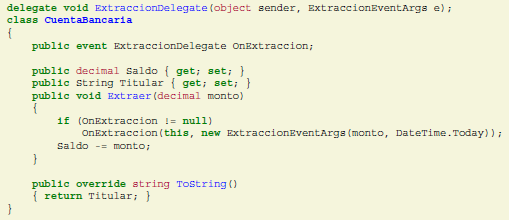 delegate void ExtraccionDelegate(object sender, ExtraccionEventArgs e);
class CuentaBancaria
{
    public event ExtraccionDelegate OnExtraccion;

    public decimal Saldo { get; set; }
    public String Titular { get; set; }
    public void Extraer(decimal monto)
    {
        if (OnExtraccion != null)
            OnExtraccion(this, new ExtraccionEventArgs(monto, DateTime.Today));
        Saldo -= monto;
    }

    public override string ToString()
    { return Titular; }
}